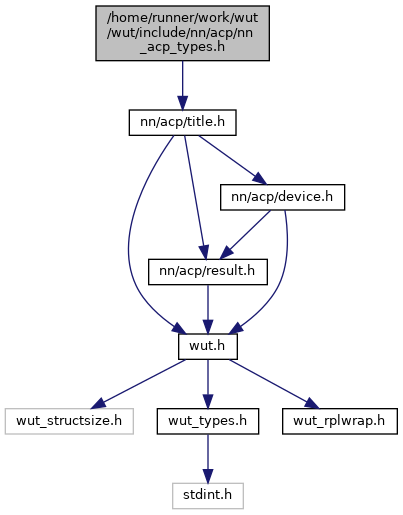 /home/runner/work/wut
/wut/include/nn/acp/nn
_acp_types.h
nn/acp/title.h
nn/acp/device.h
nn/acp/result.h
wut.h
wut_structsize.h
wut_types.h
wut_rplwrap.h
stdint.h